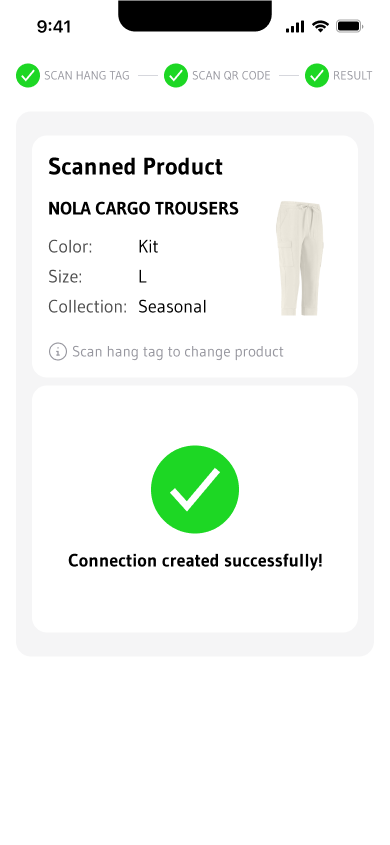 9:41
SCAN HANG TAG SCAN QR CODE RESULT
Scanned Product
NOLA CARGO TROUSERS
Color: Kit
Size: L
Collection: Seasonal
Scan hang tag to change product
Connection created successfully!